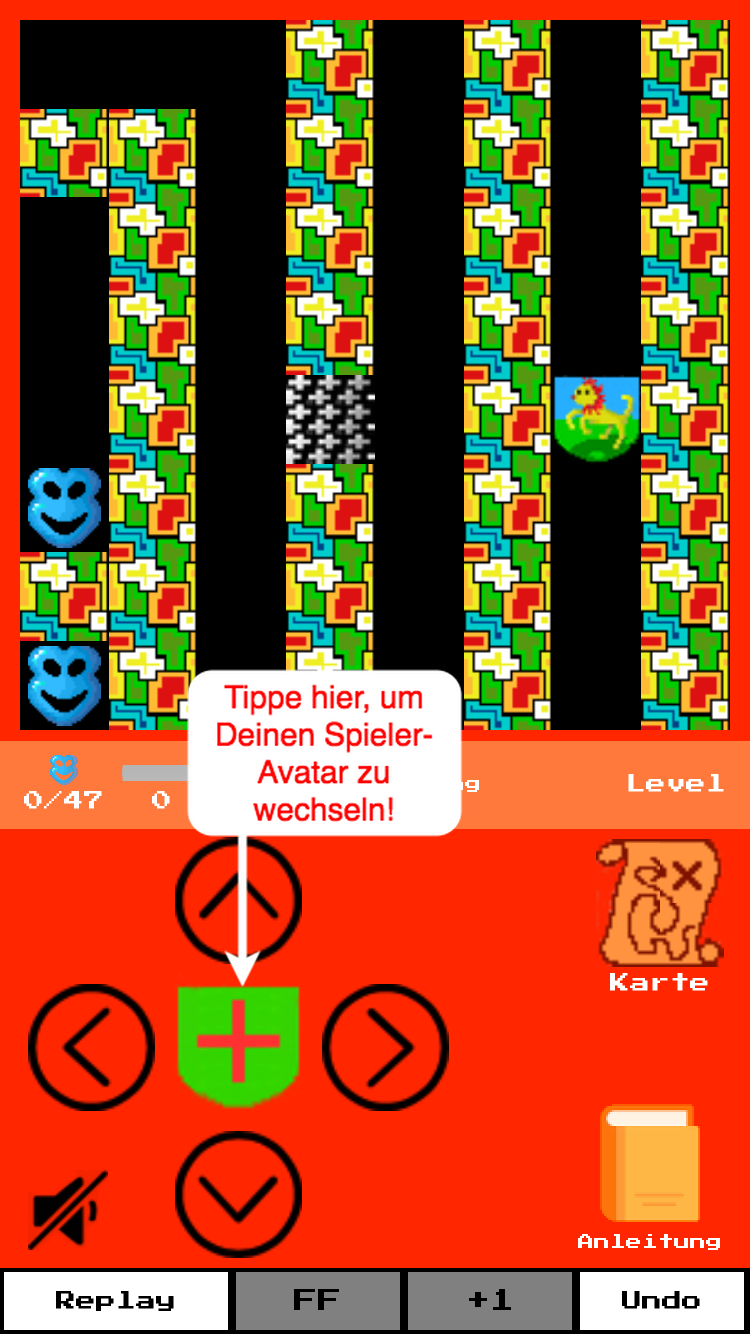 Tippe hier, um
Deinen Spieler-
Avatar zu
wechseln!
0/47
0
Level
Karte
Anleitung
Replay
FF
+1
Undo